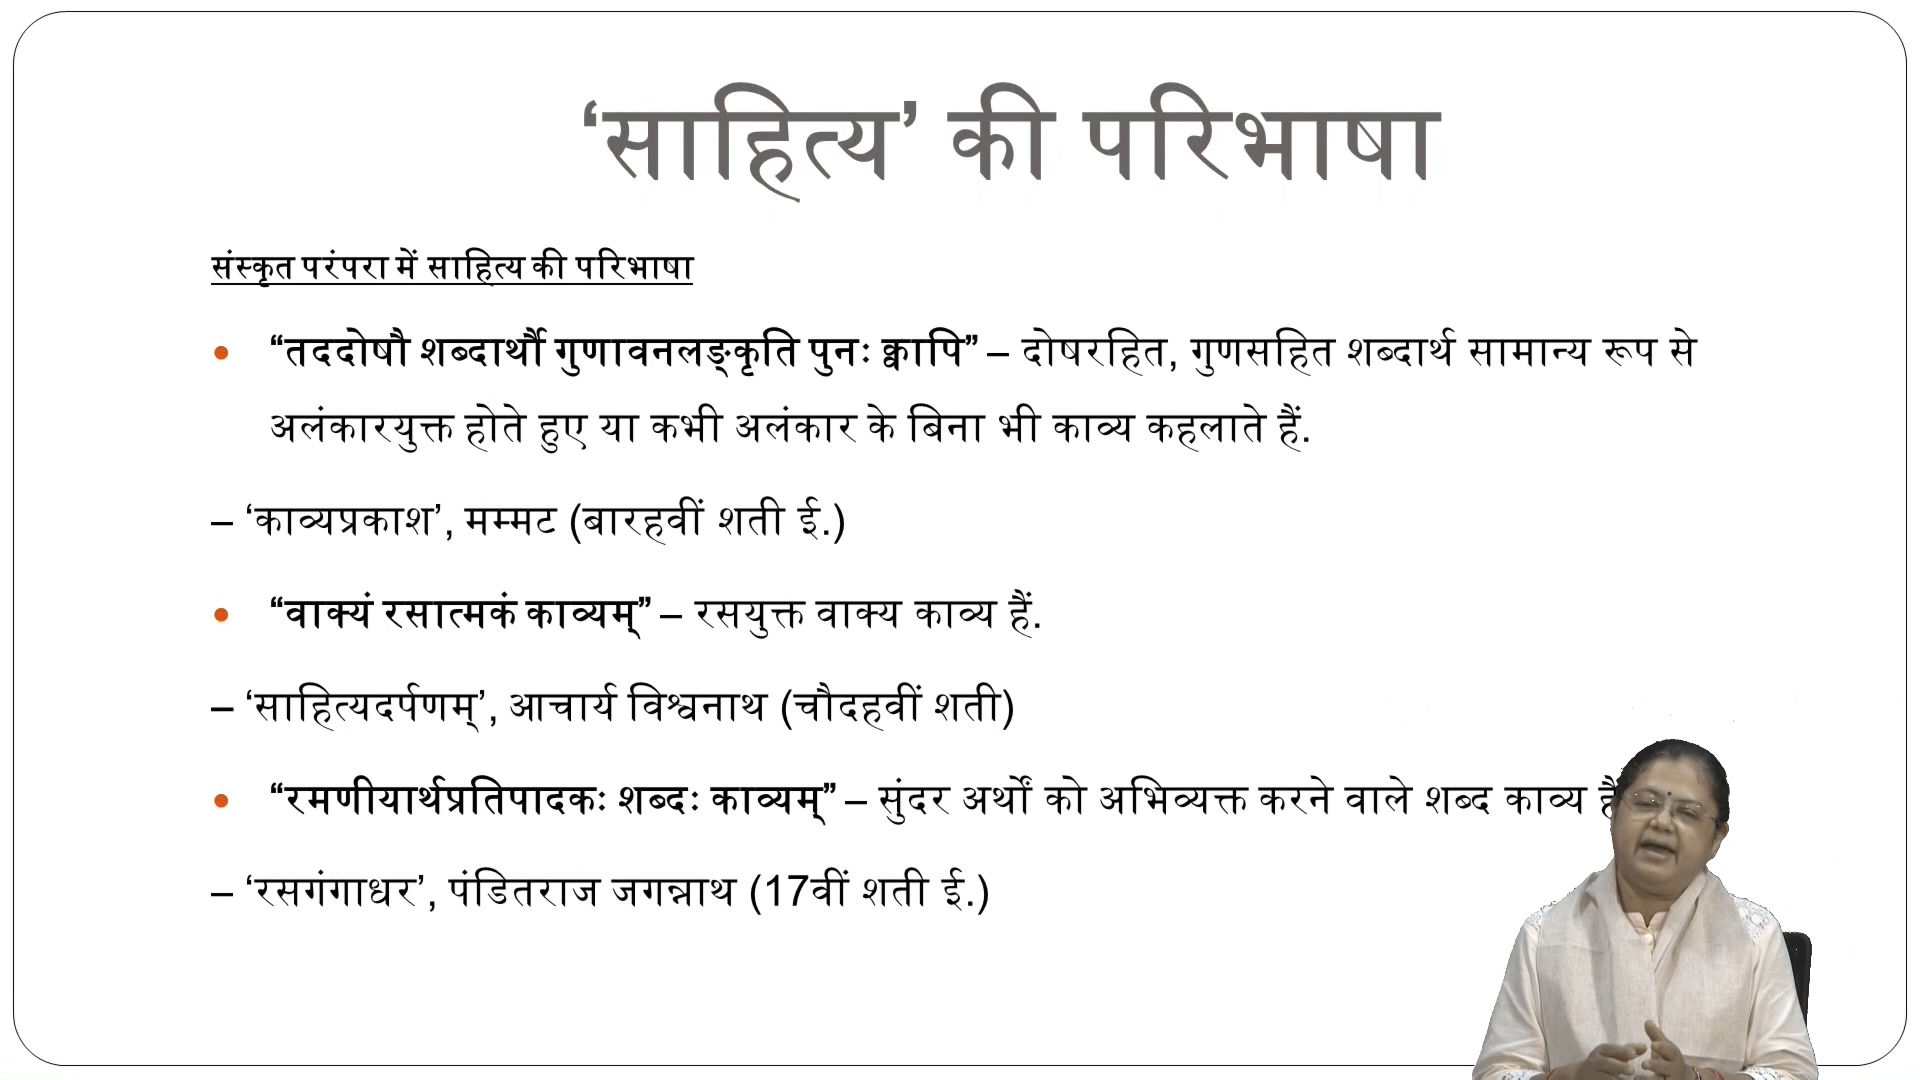 ‘साहित्य’ की परिभाषा
संस्कृत परंपरा में साहित्य की परिभाषा
• “तददोषौ शब्दार्थौ गुणावनलङ्कृति पुनः क्वापि” – दोषरहित, गुणसहित शब्दार्थ सामान्य रूप से
अलंकारयुक्त होते हुए या कभी अलंकार के बिना भी काव्य कहलाते हैं.
– ‘काव्यप्रकाश’, मम्मट (बारहवीं शती ई.)
• “वाक्यं रसात्मकं काव्यम्” – रसयुक्त वाक्य काव्य हैं.
– ‘साहित्यदर्पणम्’, आचार्य विश्वनाथ (चौदहवीं शती)
• “रमणीयार्थप्रतिपादकः शब्दः काव्यम्” – सुंदर अर्थों को अभिव्यक्त करने वाले शब्द काव्य हैं
– ‘रसगंगाधर’, पंडितराज जगन्नाथ (17वीं शती ई.)